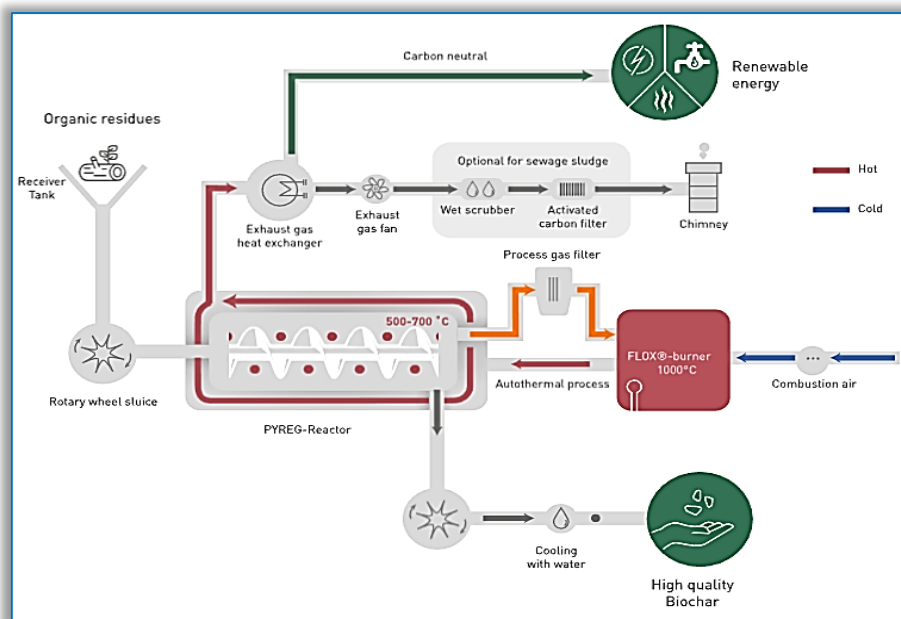 Carbon neutral
Renewable
energy
Organic residues
Receiver
Tank
Optional for sewage sludge
Hot
Cold
Exhaust gas
heat exchanger
Exhaust
gas fan
Wet scrubber
Activated
carbon filter
Chimney
Process gas filter
500-700 °C
FLOX®-burner
1000°C
Autothermal process
Combustion air
Rotary wheel sluice
PYREG-Reactor
Cooling
with water
High quality
Biochar